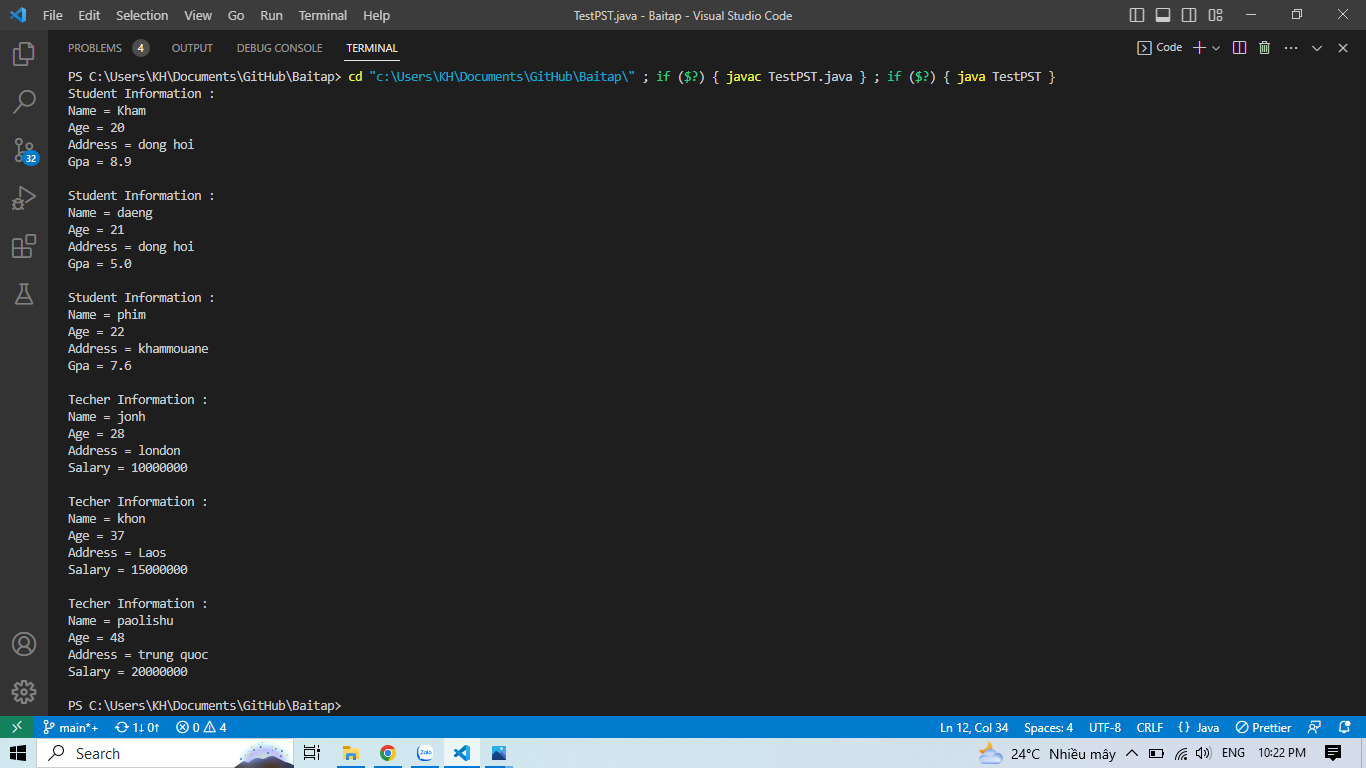 File Edit Selection View Go Run Terminal Help TestPST.java - Baitap - Visual Studio Code
PROBLEMS 4 OUTPUT DEBUG CONSOLE TERMINAL Code
PS C:\Users\KH\Documents\GitHub\Baitap> cd "c:\Users\KH\Documents\GitHub\Baitap\" ; if ($?) { javac TestPST.java } ; if ($?) { java TestPST }
Student Information :
Name = Kham
Age = 20
Address = dong hoi
Gpa = 8.9
Student Information :
Name = daeng
Age = 21
Address = dong hoi
Gpa = 5.0
Student Information :
Name = phim
Age = 22
Address = khammouane
Gpa = 7.6
Techer Information :
Name = jonh
Age = 28
Address = london
Salary = 10000000
Techer Information :
Name = khon
Age = 37
Address = Laos
Salary = 15000000
Techer Information :
Name = paolishu
Age = 48
Address = trung quoc
Salary = 20000000
PS C:\Users\KH\Documents\GitHub\Baitap>
32
main*+ 1↓ 0↑ 0 4 Ln 12, Col 34 Spaces: 4 UTF-8 CRLF { } Java Prettier
Search Zalo 24°C Nhiều mây ENG 10:22 PM